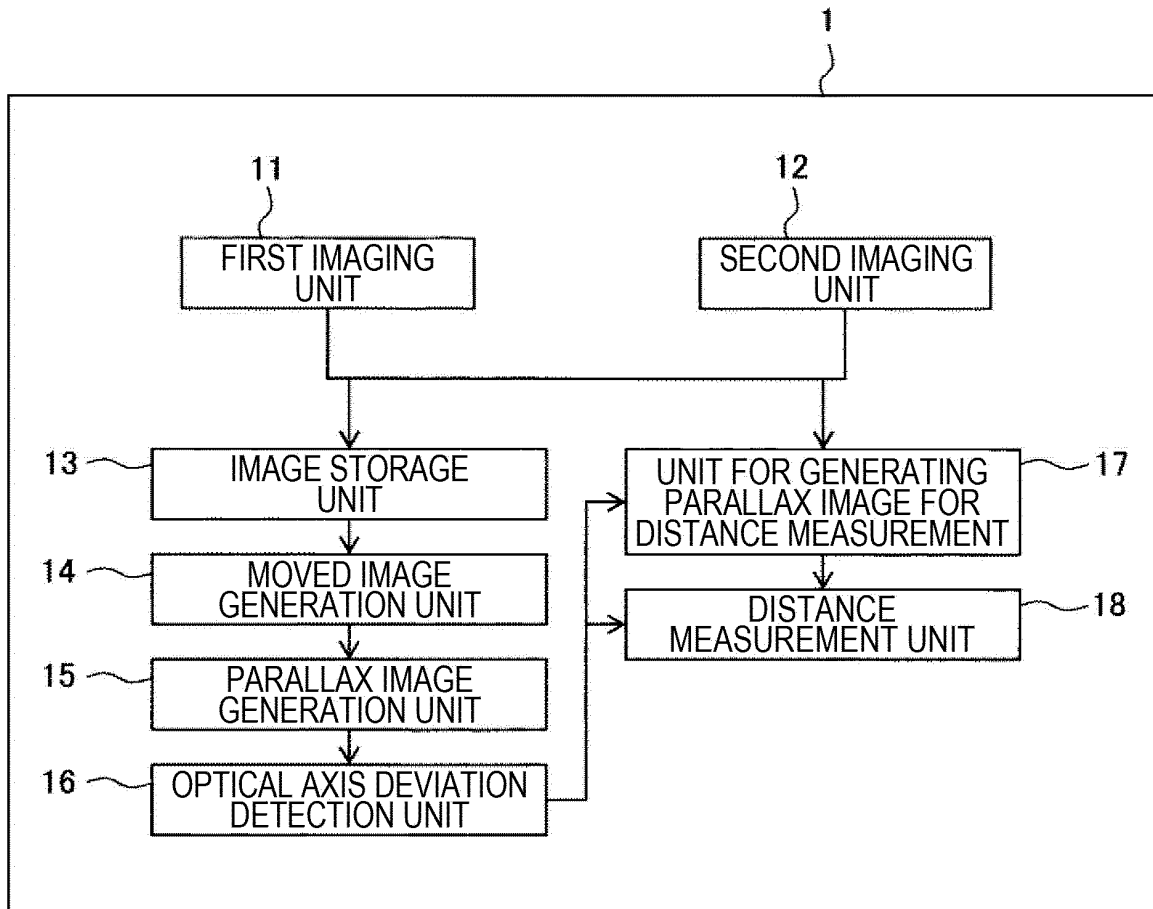 1
11
12
FIRST IMAGING
UNIT
SECOND IMAGING
UNIT
13
IMAGE STORAGE
UNIT
UNIT FOR GENERATING
PARALLAX IMAGE FOR
DISTANCE MEASUREMENT
17
14
MOVED IMAGE
GENERATION UNIT
DISTANCE
MEASUREMENT UNIT
18
15
PARALLAX IMAGE
GENERATION UNIT
16
OPTICAL AXIS DEVIATION
DETECTION UNIT